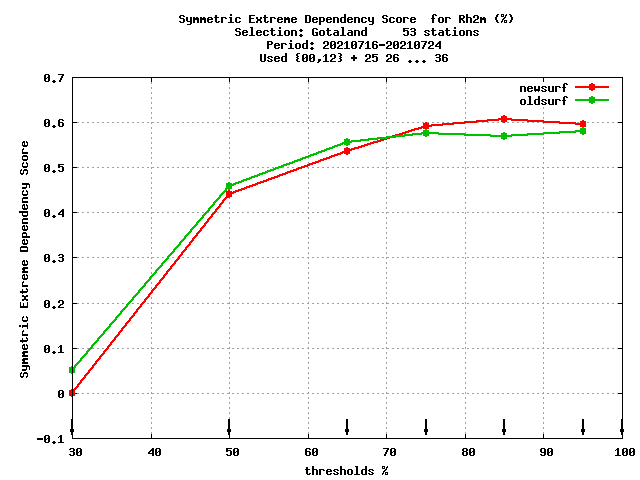 Symmetric Extreme Dependency Score  for Rh2m (%)
Selection: Gotaland     53 stations
Period: 20210716-20210724
Used {00,12} + 25 26 ... 36
newsurf
oldsurf
Symmetric Extreme Dependency Score
0.7
0.6
0.5
0.4
0.3
0.2
0.1
0
-0.1
30 40 50 60 70 80 90 100
thresholds %